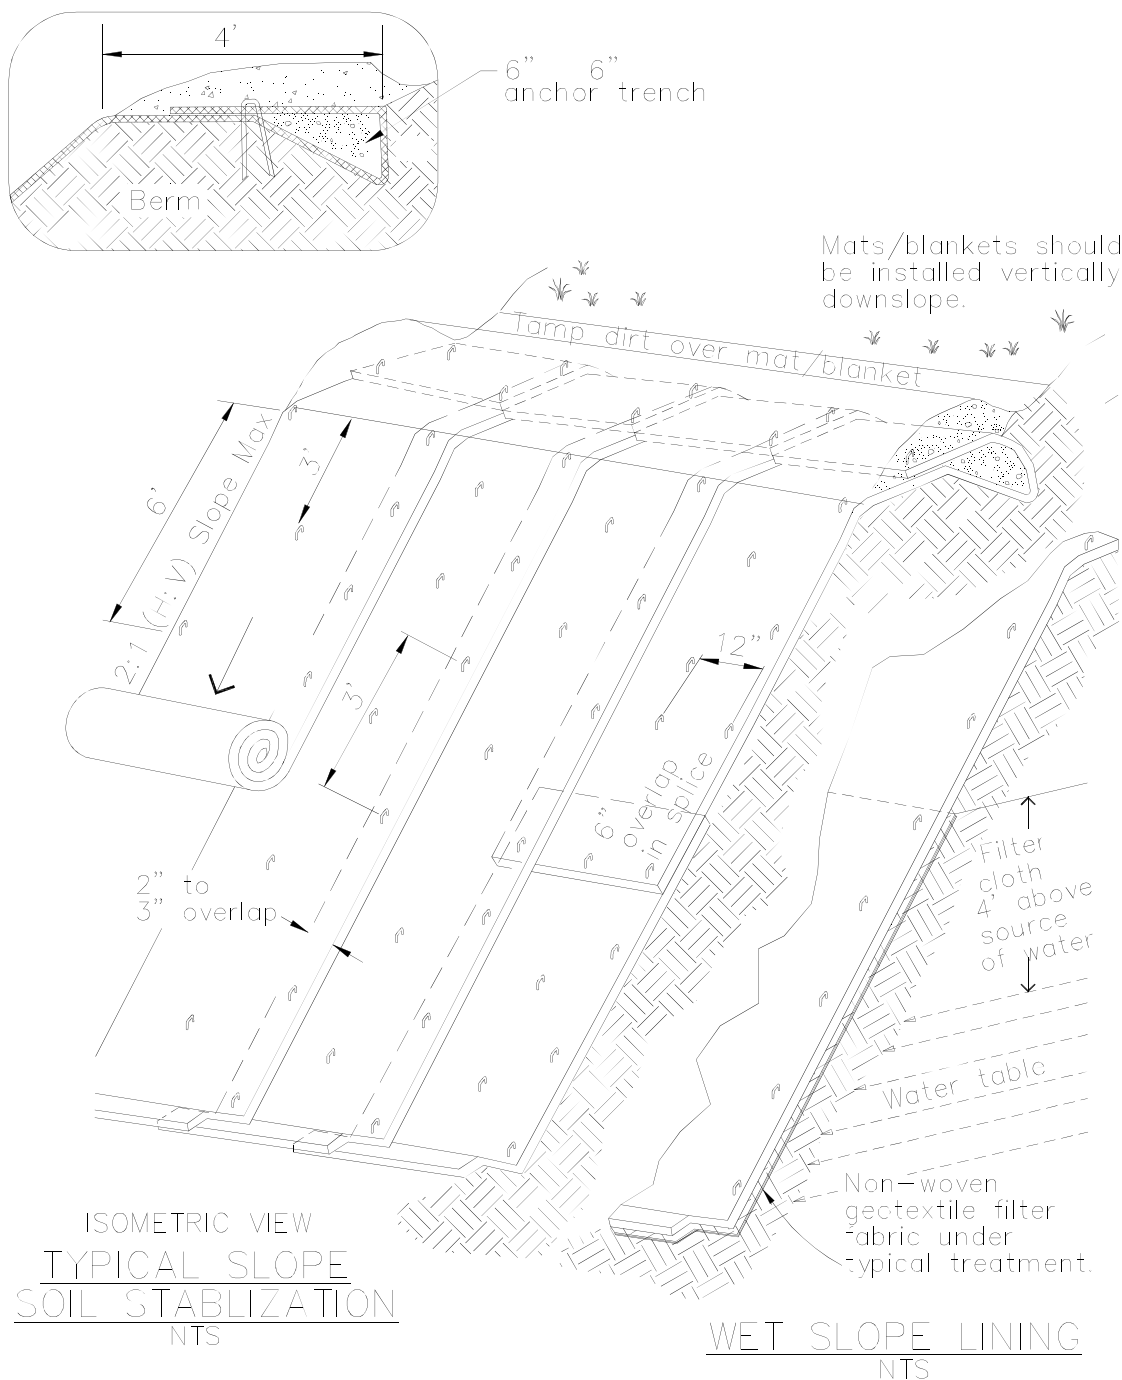 4'
6" 6"
anchor trench
Berm
Mats/blankets should
be installed vertically
downslope.
Tamp dirt over mat/blanket
2:1 (H:V) Slope Max
6'
3'
3'
12"
6"
overlap
in splice
2" to
3" overlap
Filter
cloth
4' above
source
of water
Water table
Non-woven
geotextile filter
fabric under
typical treatment.
ISOMETRIC VIEW
TYPICAL SLOPE
SOIL STABLIZATION
NTS
WET SLOPE LINING
NTS